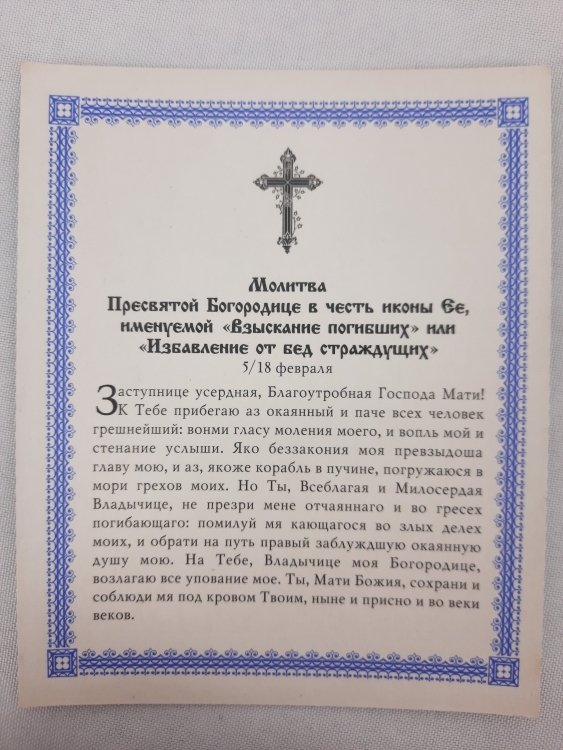 Молитва
Пресвятой Богородице в честь иконы Ее,
именуемой «Взыскание погибших» или
«Избавление от бед страждущих»
5/18 февраля
Заступнице усердная, Благоутробная Господа Мати!
К Тебе прибегаю аз окаянный и паче всех человек
грешнейший: вонми гласу моления моего, и вопль мой и
стенание услыши. Яко беззакония моя превзыдоша
главу мою, и аз, якоже корабль в пучине, погружаюся в
мори грехов моих. Но Ты, Всеблагая и Милосердая
Владычице, не презри мене отчаяннаго и во гресех
погибающаго: помилуй мя кающагося во злых делех
моих, и обрати на путь правый заблуждшую окаянную
душу мою. На Тебе, Владычице моя Богородице,
возлагаю все упование мое. Ты, Мати Божия, сохрани и
соблюди мя под кровом Твоим, ныне и присно и во веки
веков.